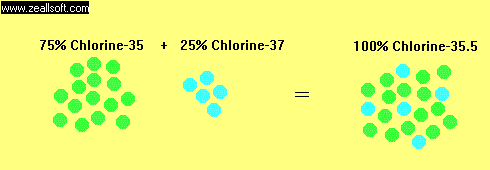 www.zeallsoft.com
75% Chlorine-35 + 25% Chlorine-37 100% Chlorine-35.5
=